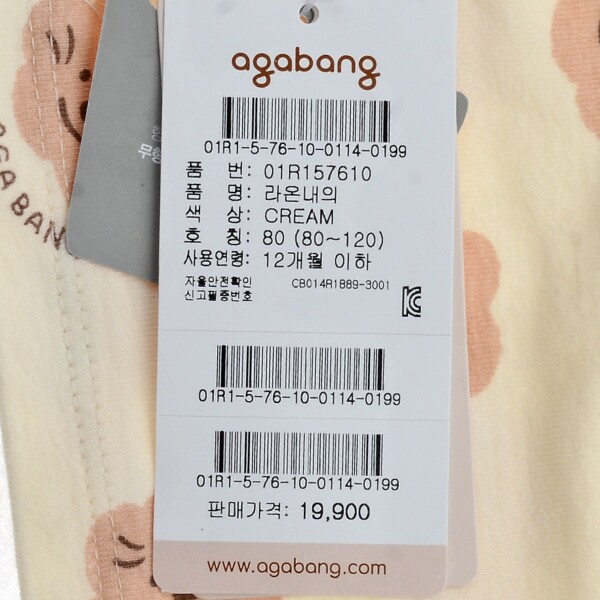 agabang
01R1-5-76-10-0114-0199
품 번: 01R157610
품 명: 라온내의
색 상: CREAM
호 칭: 80 (80~120)
사용연령: 12개월 이하
자율안전확인
신고필증번호
CB014R1889-3001
01R1-5-76-10-0114-0199
01R1-5-76-10-0114-0199
판매가격: 19,900
www.agabang.com
GA BAN